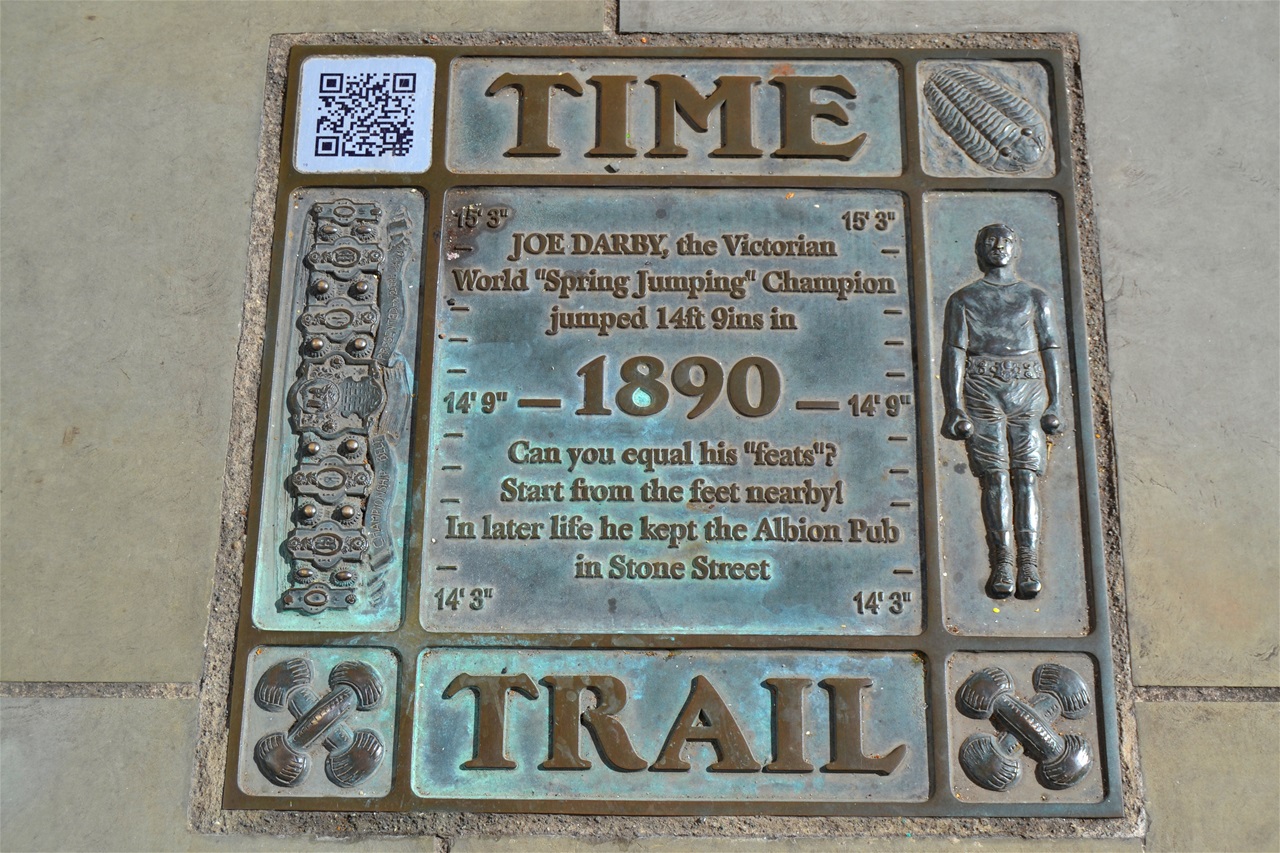 TIME
15' 3" 15' 3"
JOE DARBY, the Victorian
World "Spring Jumping" Champion
jumped 14ft 9ins in
14' 9" — 1890 — 14' 9"
Can you equal his "feats"?
Start from the feet nearby!
In later life he kept the Albion Pub
in Stone Street
14' 3" 14' 3"
TRAIL